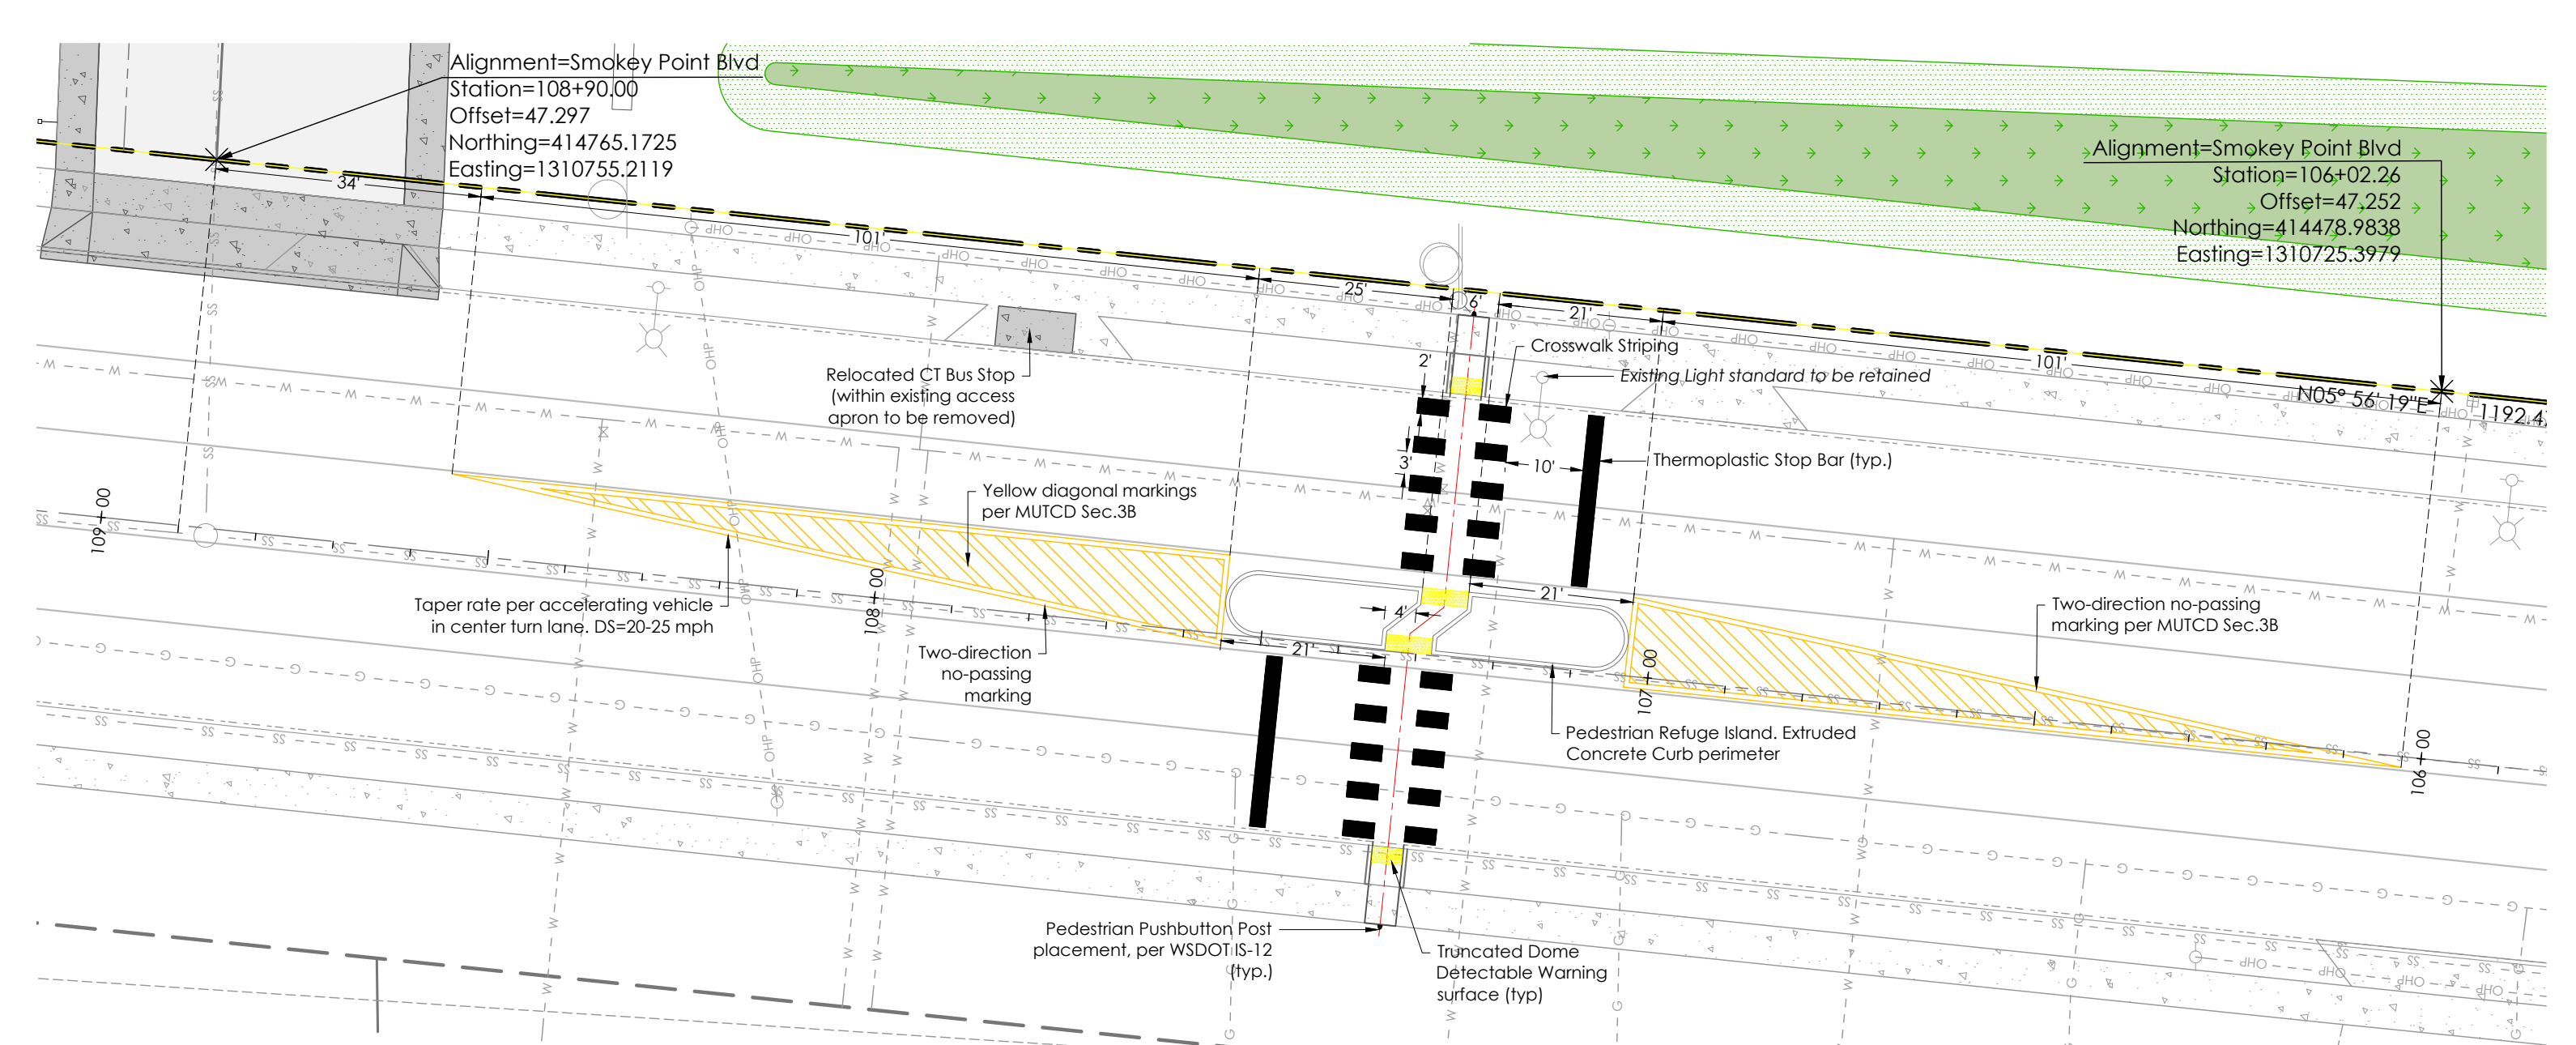 Alignment=Smokey Point Blvd
Station=108+90.00
Offset=47.297
Northing=414765.1725
Easting=1310755.2119
Alignment=Smokey Point Blvd
Station=106+02.26
Offset=47.252
Northing=414478.9838
Easting=1310725.3979
34'
101'
25'
6'
21'
101'
N05° 56' 19"E
1192.4
Crosswalk Striping
Existing Light standard to be retained
2'
Relocated CT Bus Stop
(within existing access
apron to be removed)
3'
10'
Thermoplastic Stop Bar (typ.)
Yellow diagonal markings
per MUTCD Sec.3B
109+00
108+00
107+00
106+00
Taper rate per accelerating vehicle
in center turn lane. DS=20-25 mph
21'
4'
21'
Two-direction no-passing
marking per MUTCD Sec.3B
Two-direction
no-passing
marking
Pedestrian Refuge Island. Extruded
Concrete Curb perimeter
Pedestrian Pushbutton Post
placement, per WSDOT IS-12
(typ.)
Truncated Dome
Detectable Warning
surface (typ)
OHP
SS
W
G